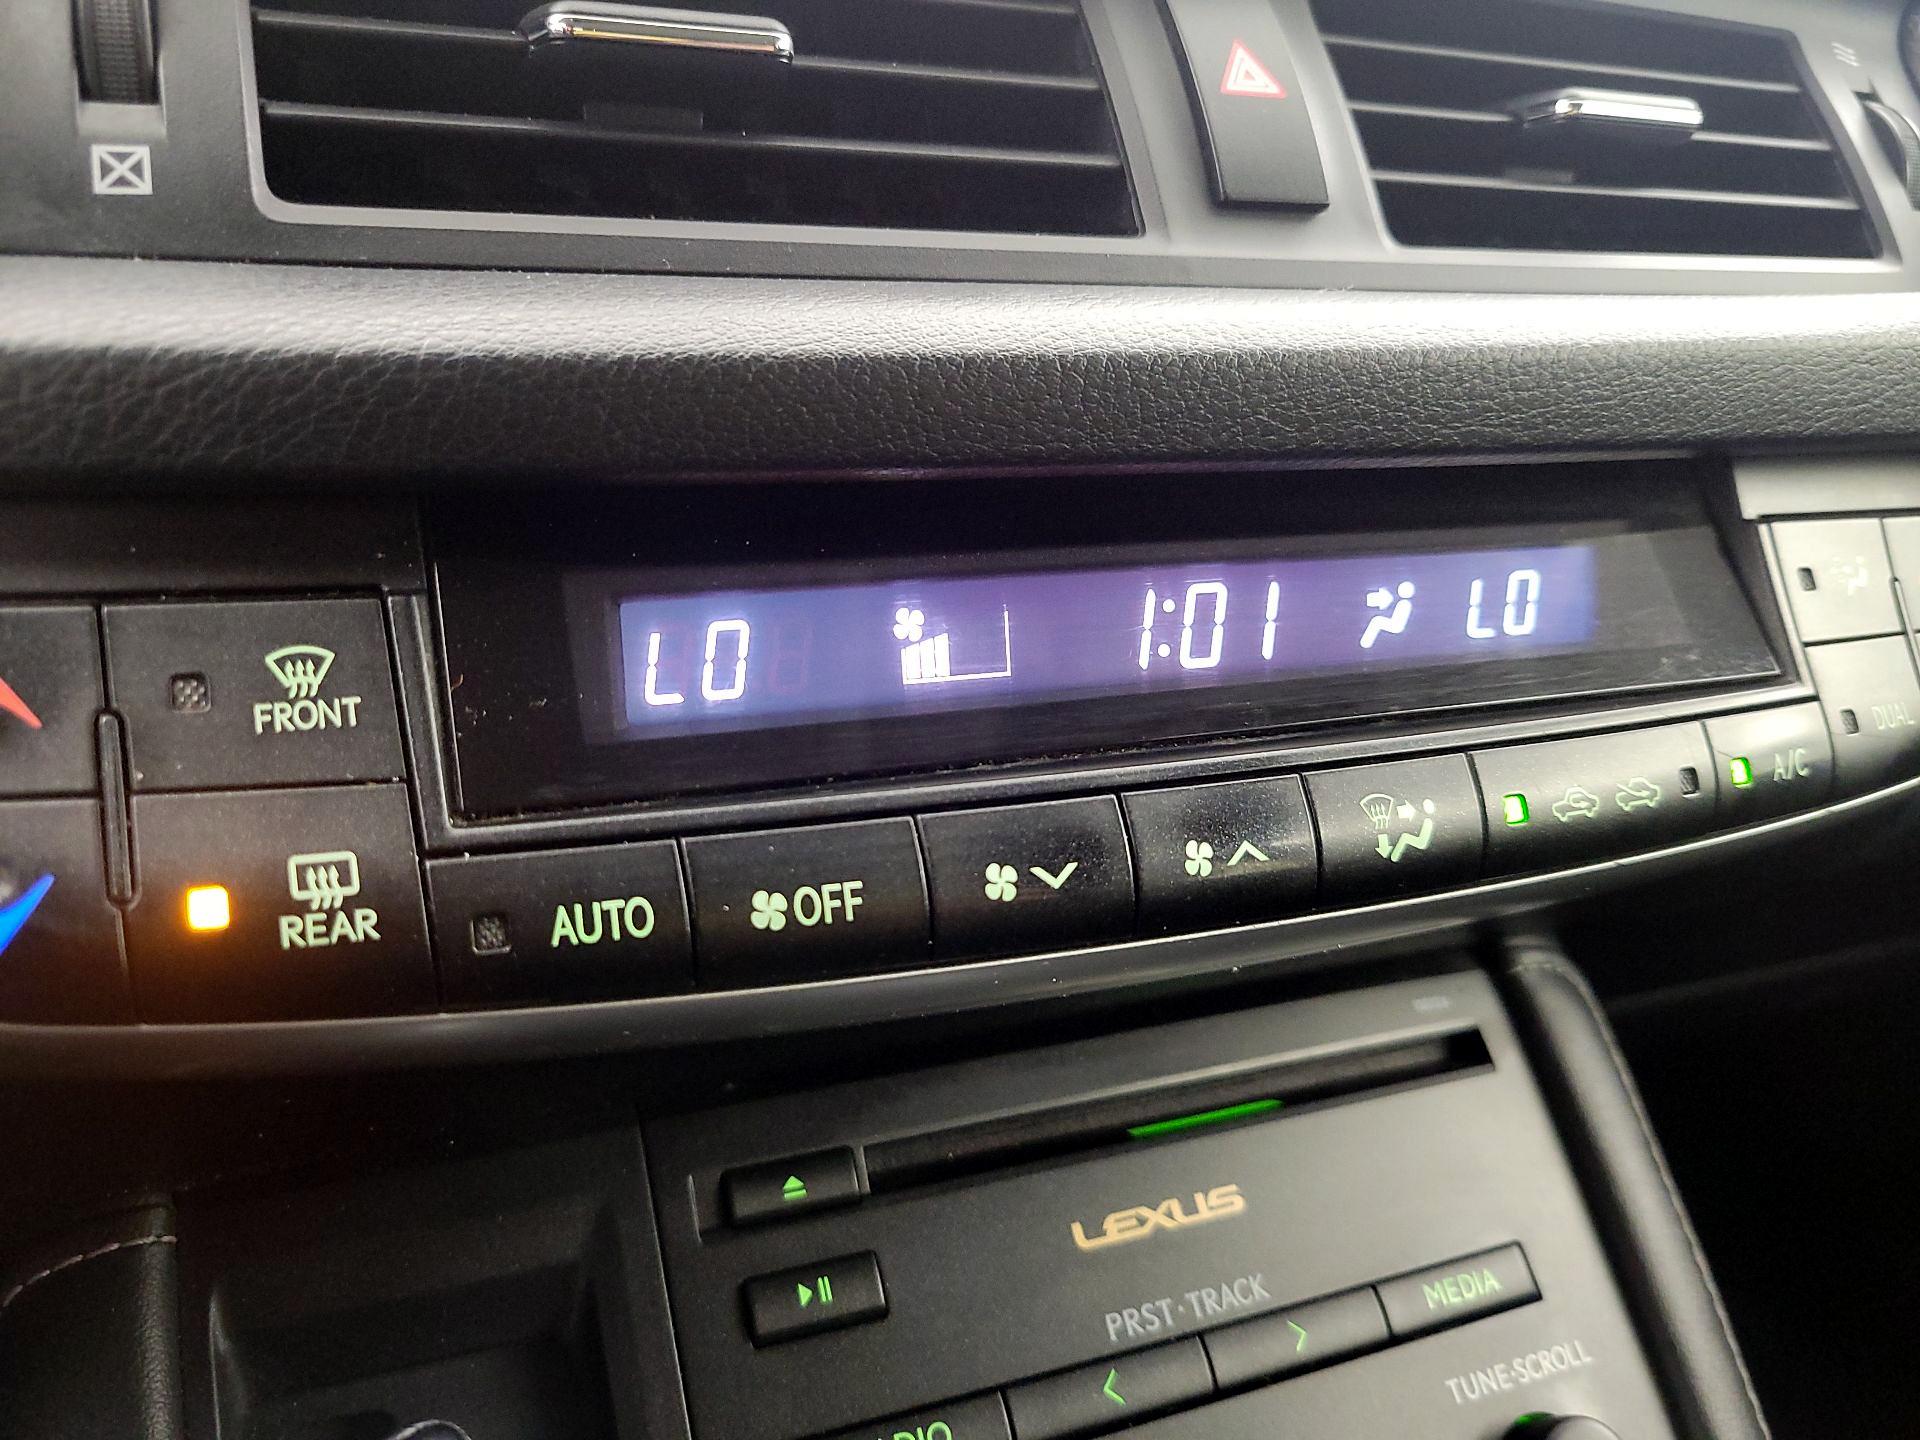 LO 1:01 LO
FRONT
DUAL
A/C
REAR
AUTO
OFF
LEXUS
PRST·TRACK
MEDIA
TUNE·SCROLL